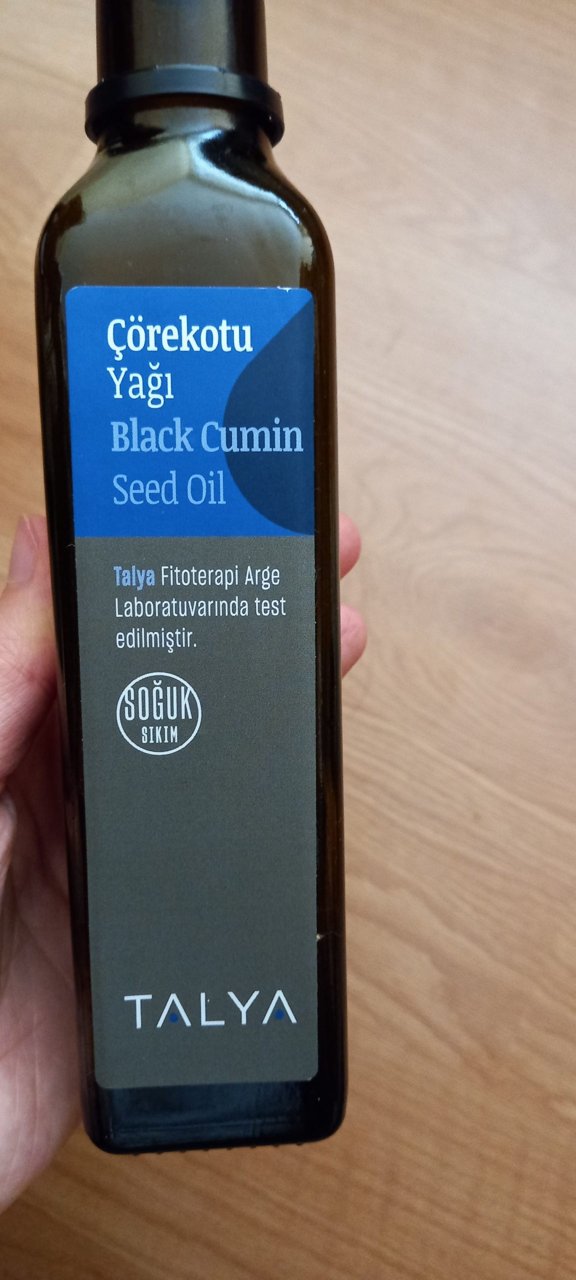 Çörekotu
Yağı
Black Cumin
Seed Oil
Talya Fitoterapi Arge
Laboratuvarında test
edilmiştir.
SOĞUK
SIKIM
TALYA